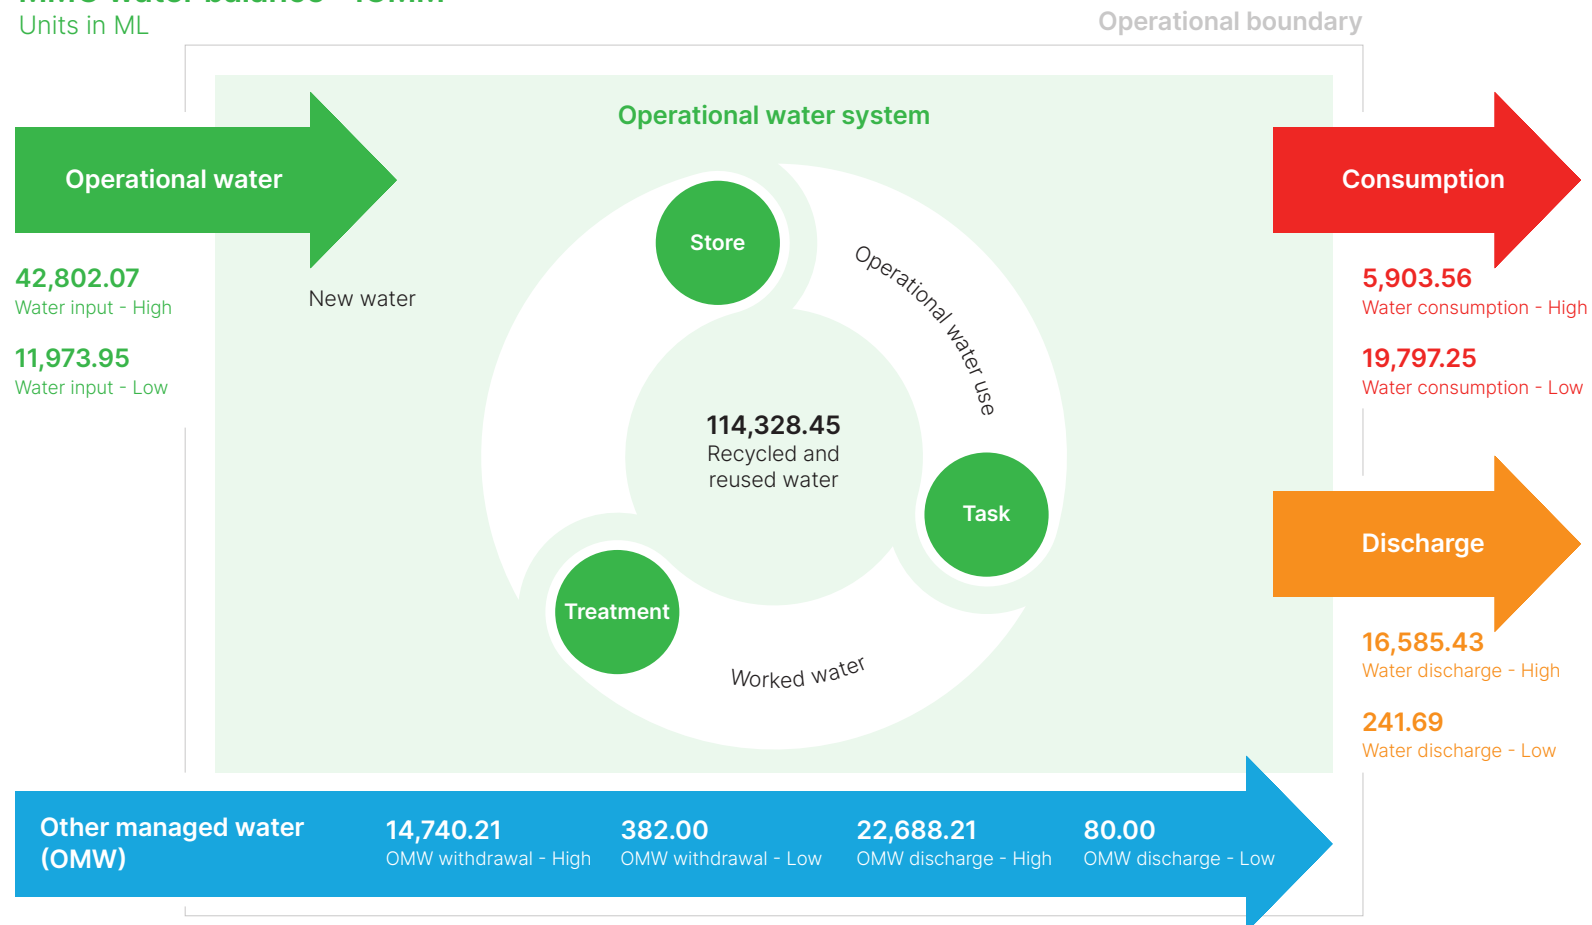 Units in ML
Operational boundary
Operational water system
Operational water
Consumption
Store
Operational water use
42,802.07
Water input - High
New water
5,903.56
Water consumption - High
11,973.95
Water input - Low
19,797.25
Water consumption - Low
114,328.45
Recycled and
reused water
Task
Discharge
Treatment
Worked water
16,585.43
Water discharge - High
241.69
Water discharge - Low
Other managed water
(OMW)
14,740.21
OMW withdrawal - High
382.00
OMW withdrawal - Low
22,688.21
OMW discharge - High
80.00
OMW discharge - Low